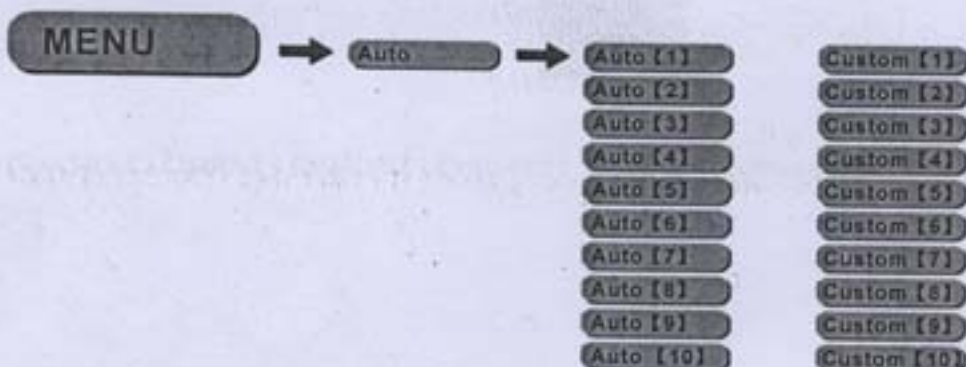 MENU
Auto
Auto【1】
Auto【2】
Auto【3】
Auto【4】
Auto【5】
Auto【6】
Auto【7】
Auto【8】
Auto【9】
Auto【10】
Custom【1】
Custom【2】
Custom【3】
Custom【4】
Custom【5】
Custom【6】
Custom【7】
Custom【8】
Custom【9】
Custom【10】